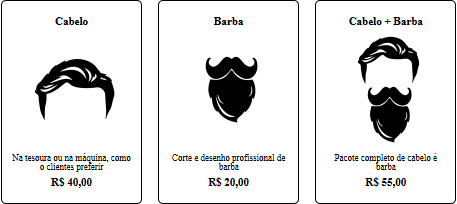 Cabelo
Na tesoura ou na máquina, como
o clientes preferir
R$ 40,00
Barba
Corte e desenho profissional de
barba
R$ 20,00
Cabelo + Barba
Pacote completo de cabelo é
barba
R$ 55,00